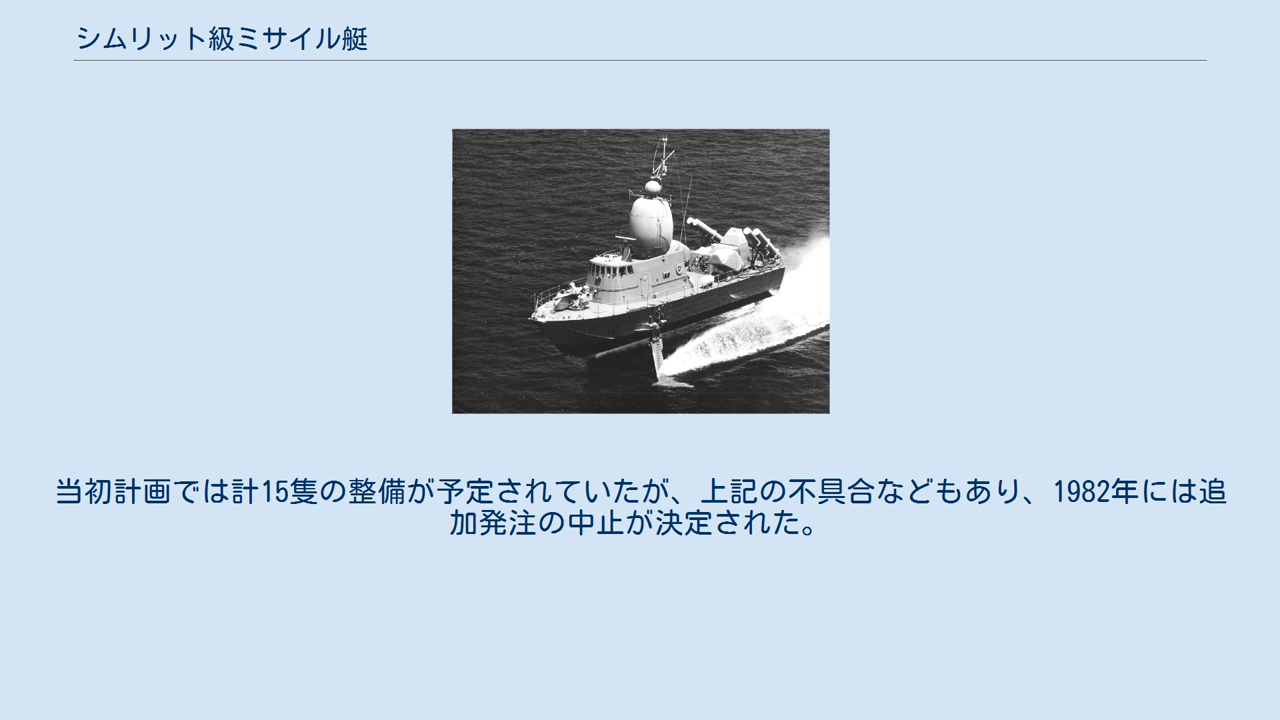 シムリット級ミサイル艇
当初計画では計15隻の整備が予定されていたが、上記の不具合などもあり、1982年には追
加発注の中止が決定された。